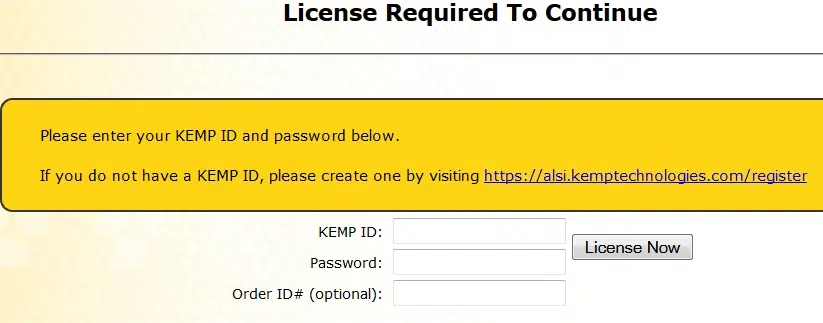 License Required To Continue
Please enter your KEMP ID and password below.
If you do not have a KEMP ID, please create one by visiting https://alsi.kemptechnologies.com/register
KEMP ID:
License Now
Password:
Order ID# (optional):